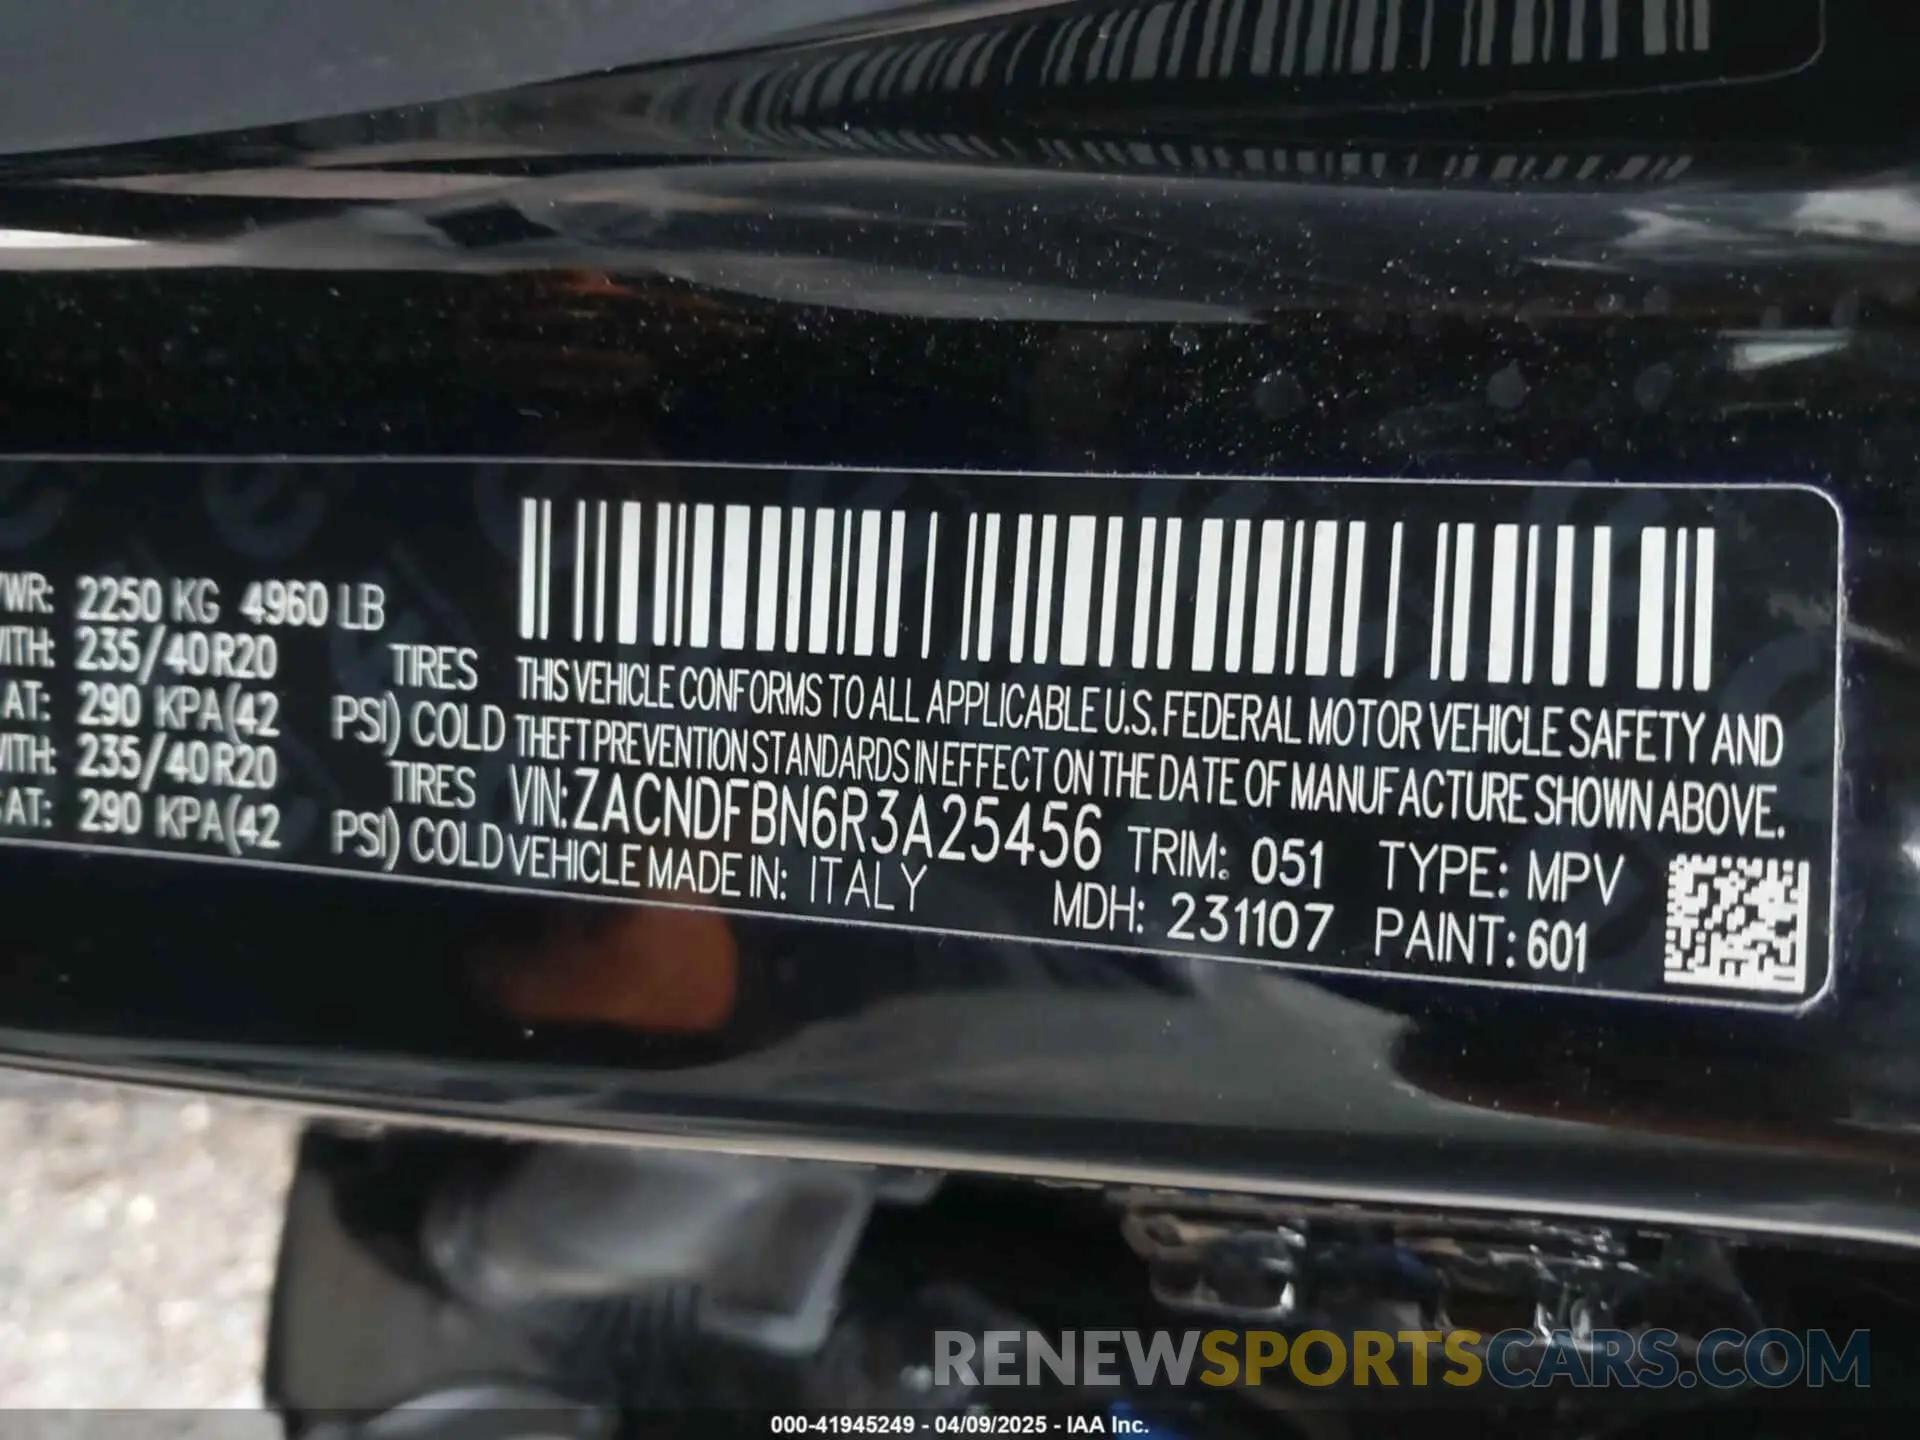 2250 KG 4960 LB
235/40R20 TIRES
AT: 290 KPA(42 PSI) COLD
235/40R20 TIRES
AT: 290 KPA(42 PSI) COLD
THIS VEHICLE CONFORMS TO ALL APPLICABLE U.S. FEDERAL MOTOR VEHICLE SAFETY AND
THEFT PREVENTION STANDARDS IN EFFECT ON THE DATE OF MANUFACTURE SHOWN ABOVE.
VIN: ZACNDFBN6R3A25456 TRIM: 051 TYPE: MPV
VEHICLE MADE IN: ITALY MDH: 231107 PAINT: 601
RENEWSPORTSCARS.COM
000-41945249 - 04/09/2025 - IAA Inc.